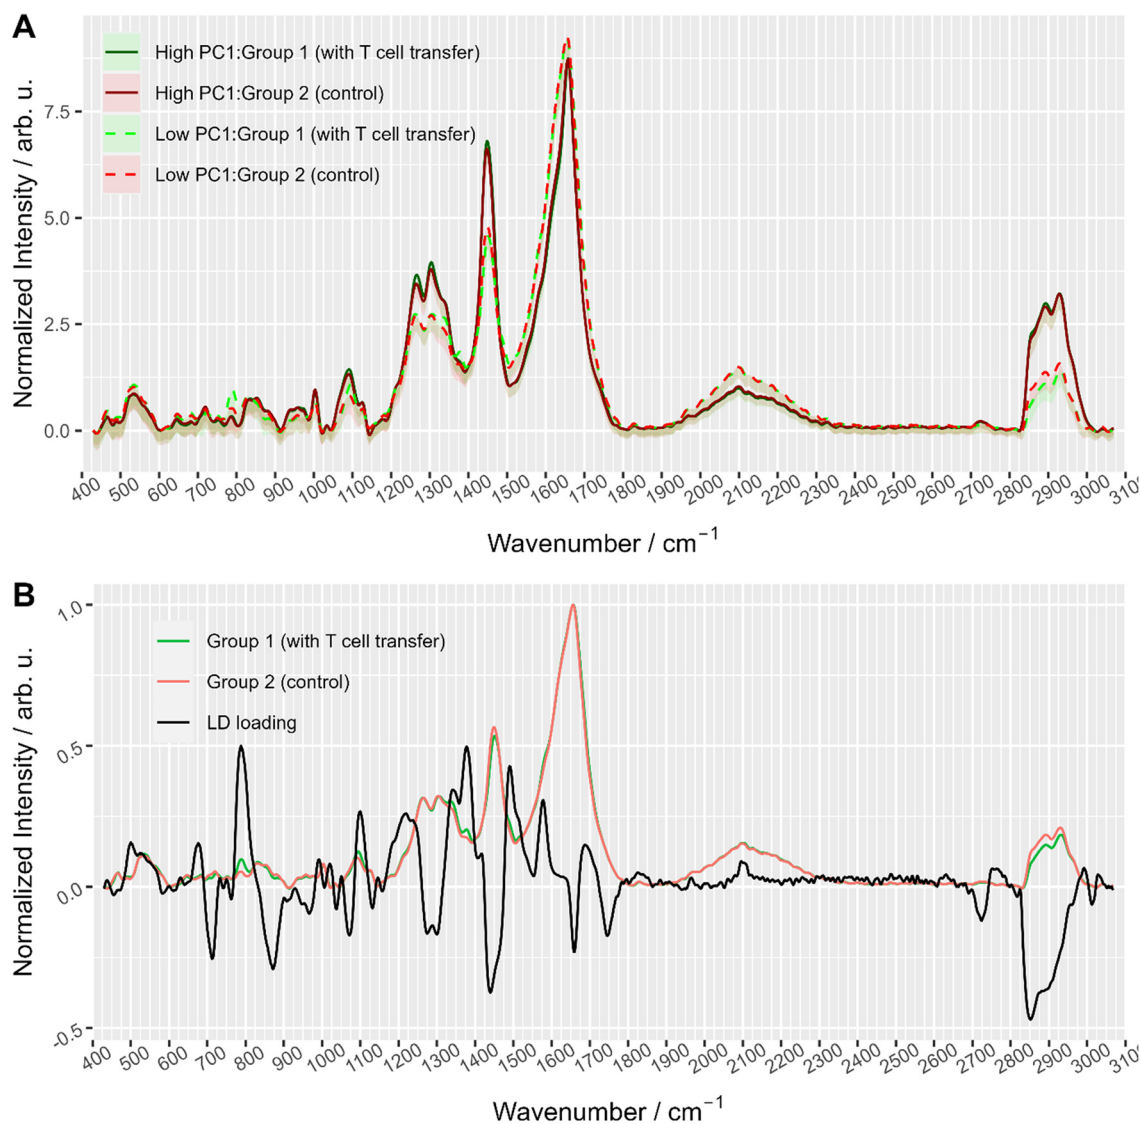 A
High PC1:Group 1 (with T cell transfer)
High PC1:Group 2 (control)
Low PC1:Group 1 (with T cell transfer)
Low PC1:Group 2 (control)
Normalized Intensity / arb. u.
7.5
5.0
2.5
0.0
400 500 600 700 800 900 1000 1100 1200 1300 1400 1500 1600 1700 1800 1900 2000 2100 2200 2300 2400 2500 2600 2700 2800 2900 3000 310
Wavenumber / cm⁻¹
B
Group 1 (with T cell transfer)
Group 2 (control)
LD loading
Normalized Intensity / arb. u.
1.0
0.5
0.0
-0.5
400 500 600 700 800 900 1000 1100 1200 1300 1400 1500 1600 1700 1800 1900 2000 2100 2200 2300 2400 2500 2600 2700 2800 2900 3000 310
Wavenumber / cm⁻¹